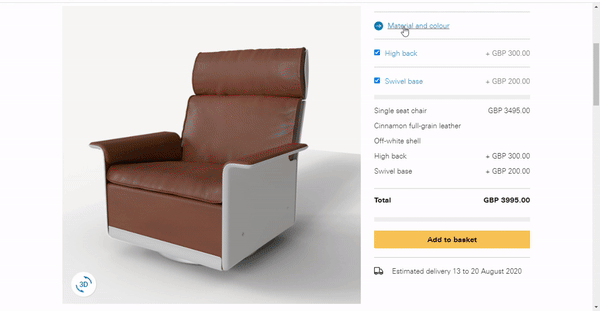 Material and colour
High back + GBP 300.00
Swivel base + GBP 200.00
Single seat chair GBP 3495.00
Cinnamon full-grain leather
Off-white shell
High back + GBP 300.00
Swivel base + GBP 200.00
Total GBP 3995.00
Add to basket
3D
Estimated delivery 13 to 20 August 2020